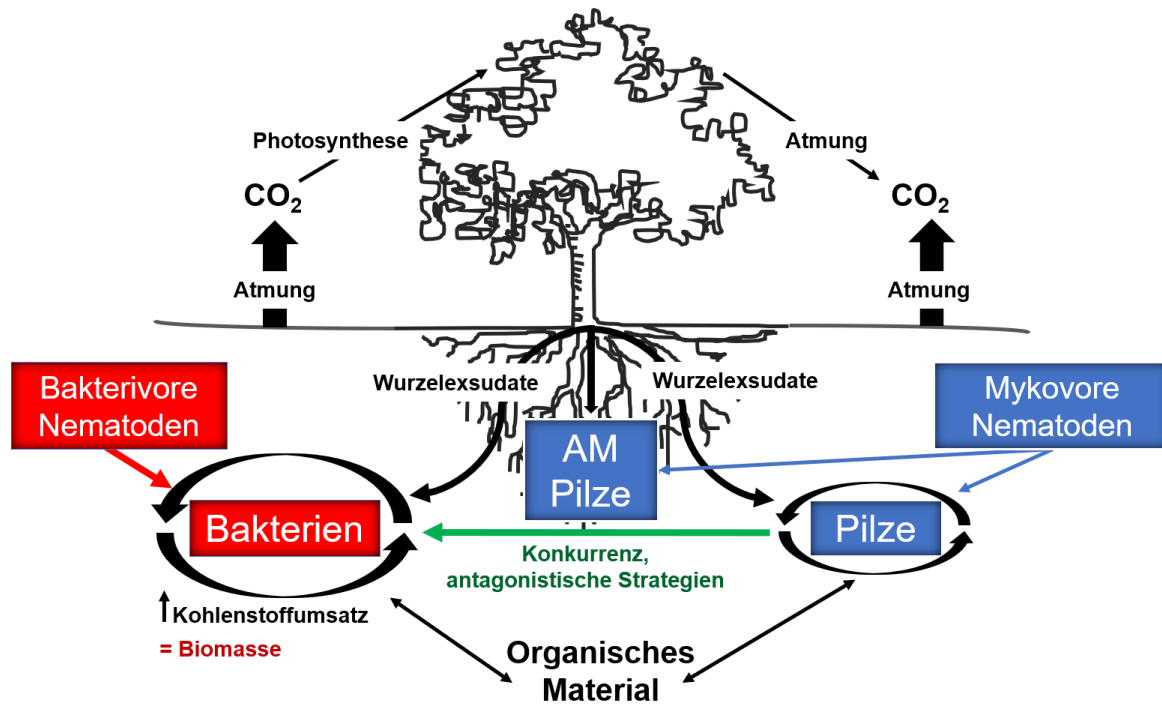 Photosynthese
Atmung
CO₂
CO₂
Atmung
Atmung
Wurzelexsudate
Wurzelexsudate
Bakterivore
Nematoden
Mykovore
Nematoden
AM
Pilze
Bakterien
Pilze
Konkurrenz,
antagonistische Strategien
Kohlenstoffumsatz
= Biomasse
Organisches
Material